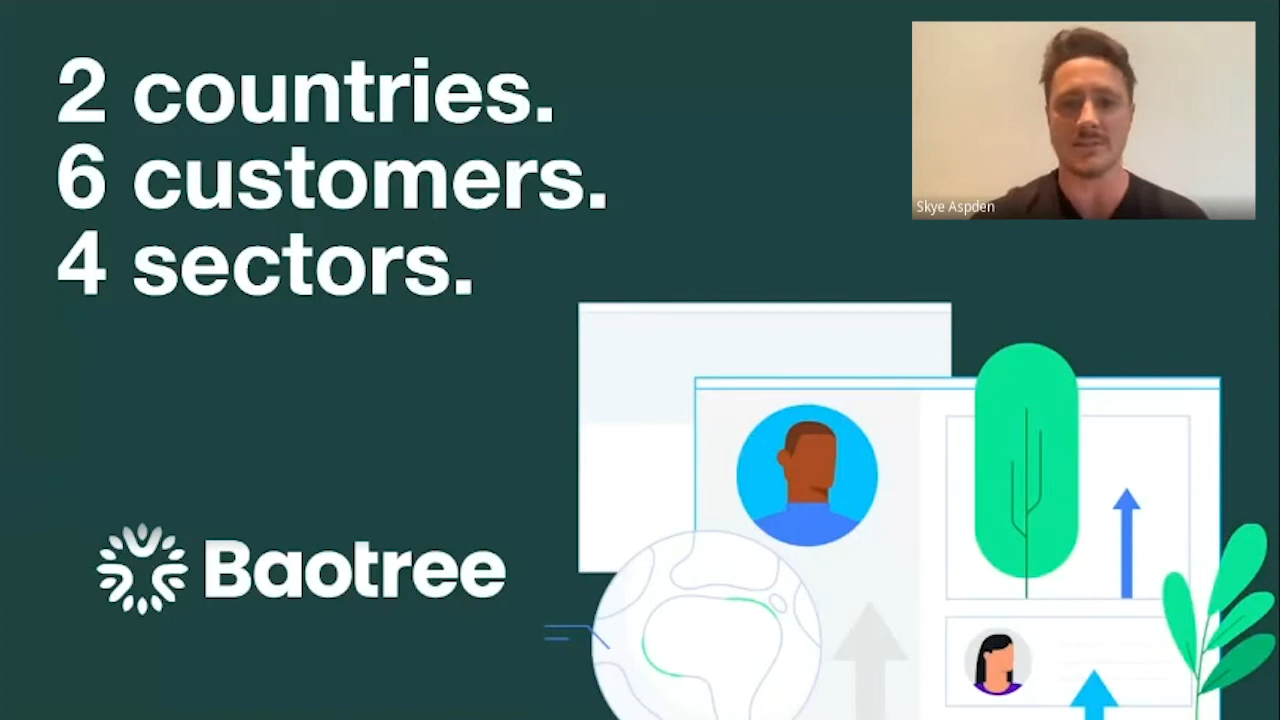 2 countries.
6 customers.
4 sectors.
Skye Aspden
Baotree